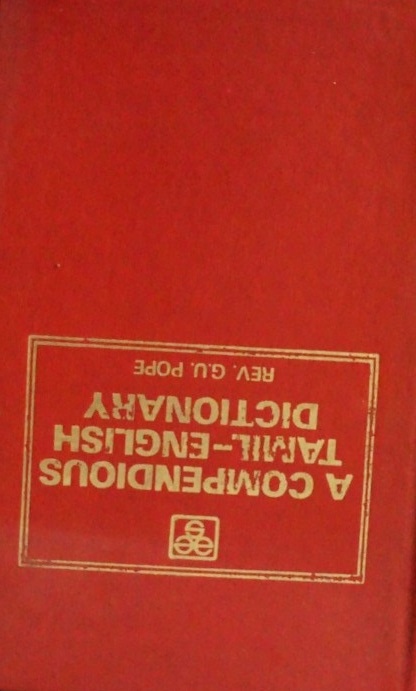 A COMPENDIOUS
TAMIL-ENGLISH
DICTIONARY
REV. G.U. POPE